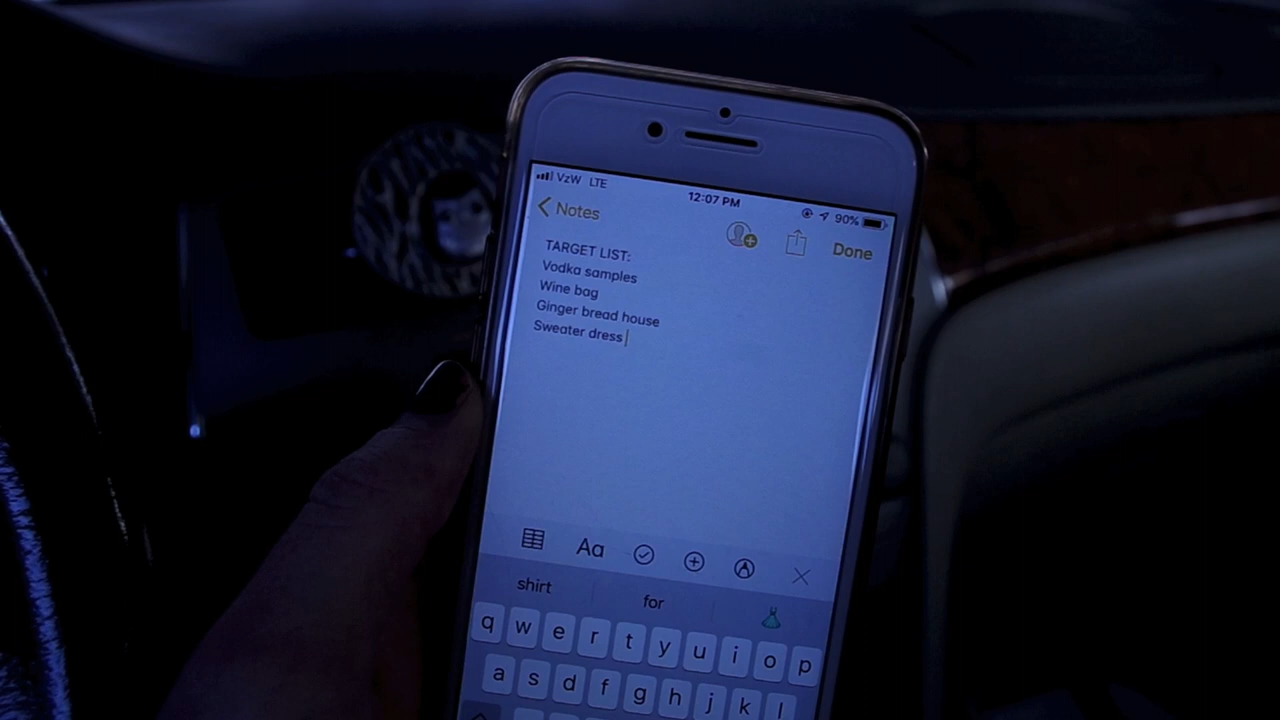 VzW LTE 12:07 PM 90%
Notes Done
TARGET LIST:
Vodka samples
Wine bag
Ginger bread house
Sweater dress
Aa
shirt for
q w e r t y u i o p
a s d f g h j k l